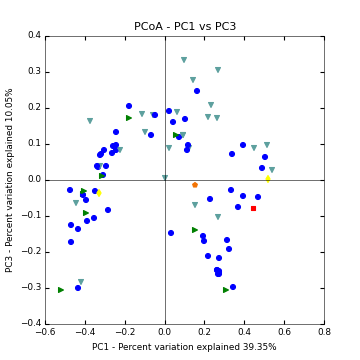 PCoA - PC1 vs PC3
0.4
0.3
0.2
0.1
0.0
−0.1
−0.2
−0.3
−0.4
−0.6 −0.4 −0.2 0.0 0.2 0.4 0.6 0.8
PC3 - Percent variation explained 10.05%
PC1 - Percent variation explained 39.35%